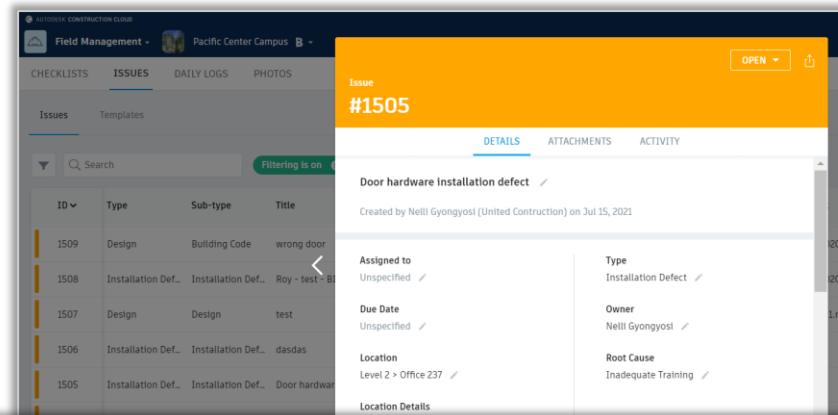 AUTODESK CONSTRUCTION CLOUD
Field Management
Pacific Center Campus B
CHECKLISTS ISSUES DAILY LOGS PHOTOS
Issues Templates
Search
Filtering is on
ID Type Sub-type Title
1509 Design Building Code wrong door
1508 Installation Def... Installation Def... Roy - test - BI
1507 Design Design test
1506 Installation Def... Installation Def... dasdas
1505 Installation Def... Installation Def... Door hardwar
OPEN
Issue
#1505
DETAILS ATTACHMENTS ACTIVITY
Door hardware installation defect
Created by Nelli Gyongyosi (United Contruction) on Jul 15, 2021
Assigned to
Unspecified
Type
Installation Defect
Due Date
Unspecified
Owner
Nelli Gyongyosi
Location
Level 2 > Office 237
Root Cause
Inadequate Training
Location Details